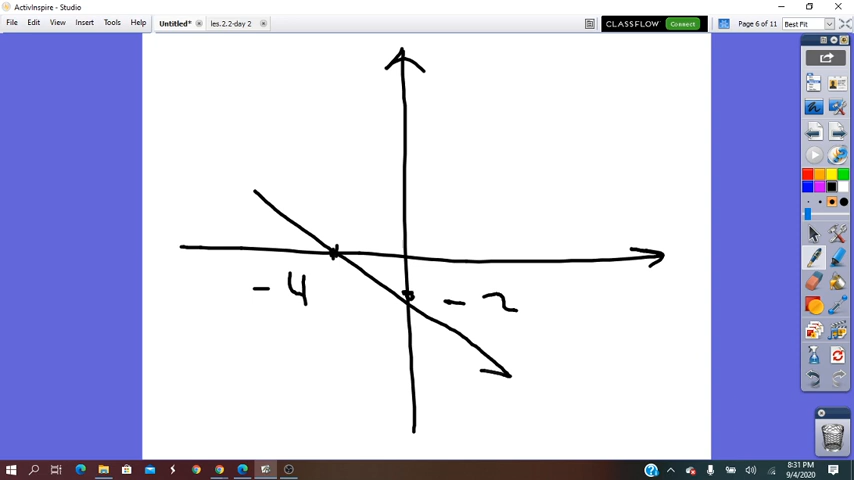 ActivInspire - Studio
File Edit View Insert Tools Help
Untitled* les.2.2-day 2
CLASSFLOW Connect
Page 6 of 11
Best Fit
- 4
- 2
8:31 PM
9/4/2020